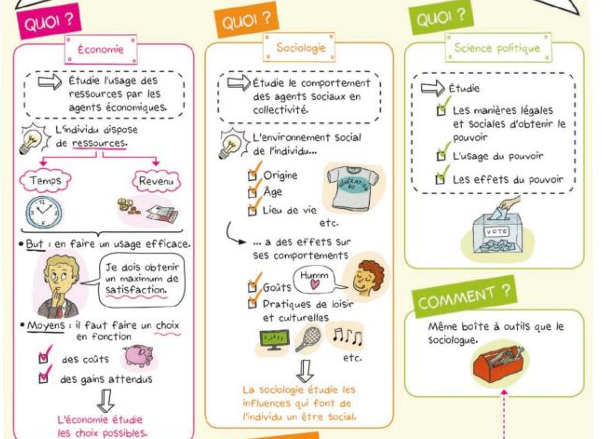 QUOI ?
Économie
Étudie l'usage des
ressources par les
agents économiques.
L'individu dispose
de ressources.
Temps
Revenu
• But : en faire un usage efficace.
Je dois obtenir
un maximum de
satisfaction.
• Moyens : il faut faire un choix
en fonction
des coûts
des gains attendus
L'économie étudie
les choix possibles.
QUOI ?
Sociologie
Étudie le comportement
des agents sociaux en
collectivité.
L'environnement social
de l'individu...
Origine
Âge
Lieu de vie
etc.
... a des effets sur
ses comportements
Humm
Goûts
Pratiques de loisir
et culturelles
etc.
La sociologie étudie les
influences qui font de
l'individu un être social.
QUOI ?
Science politique
Étudie
Les manières légales
et sociales d'obtenir le
pouvoir
L'usage du pouvoir
Les effets du pouvoir
VOTE
COMMENT ?
Même boîte à outils que le
sociologue.